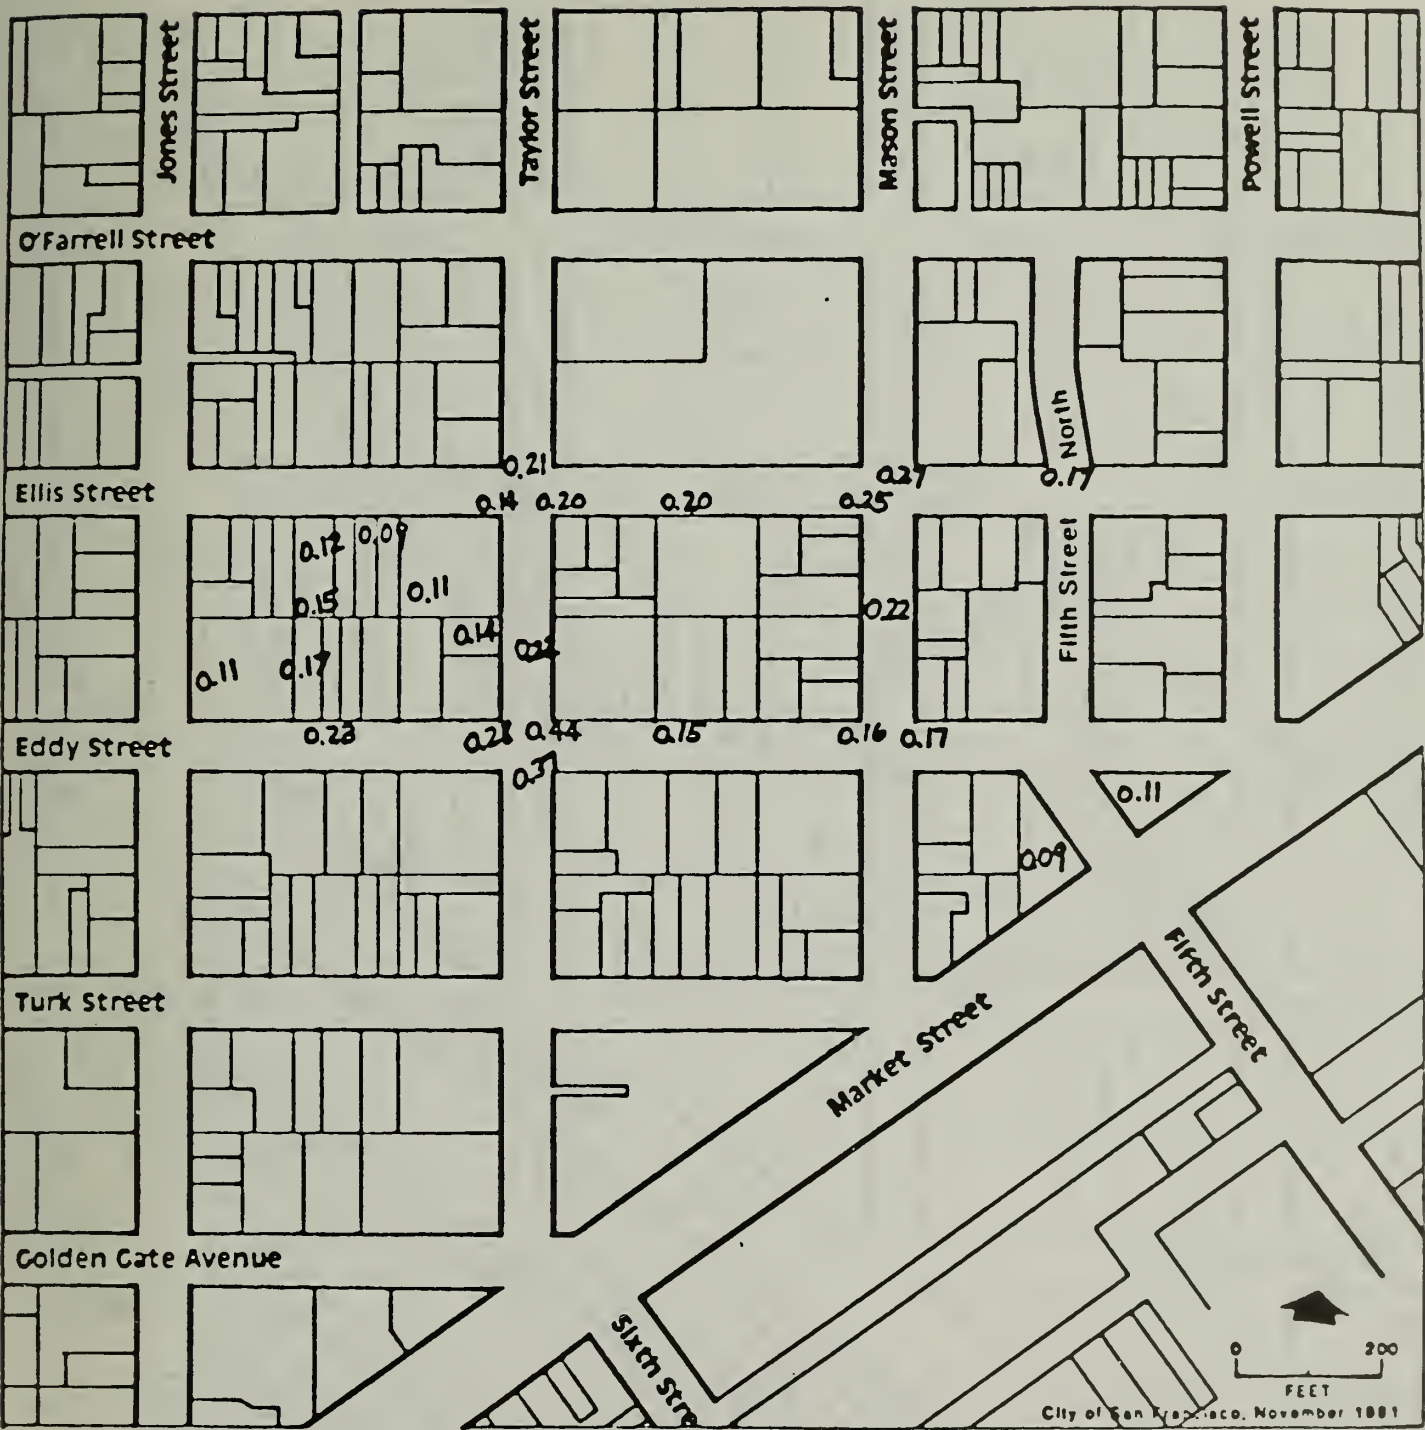 Jones Street
Taylor Street
Mason Street
Powell Street
O'Farrell Street
North
0.21
0.27
0.17
Ellis Street
0.14
0.20
0.20
0.25
Fifth Street
0.12
0.09
0.11
0.15
0.22
0.14
0.11
0.17
Eddy Street
0.23
0.44
0.15
0.16
0.17
0.11
0.09
Fifth Street
Turk Street
Market Street
Golden Gate Avenue
Sixth Stre
0
200
FEET
City of San Francisco, November 1981